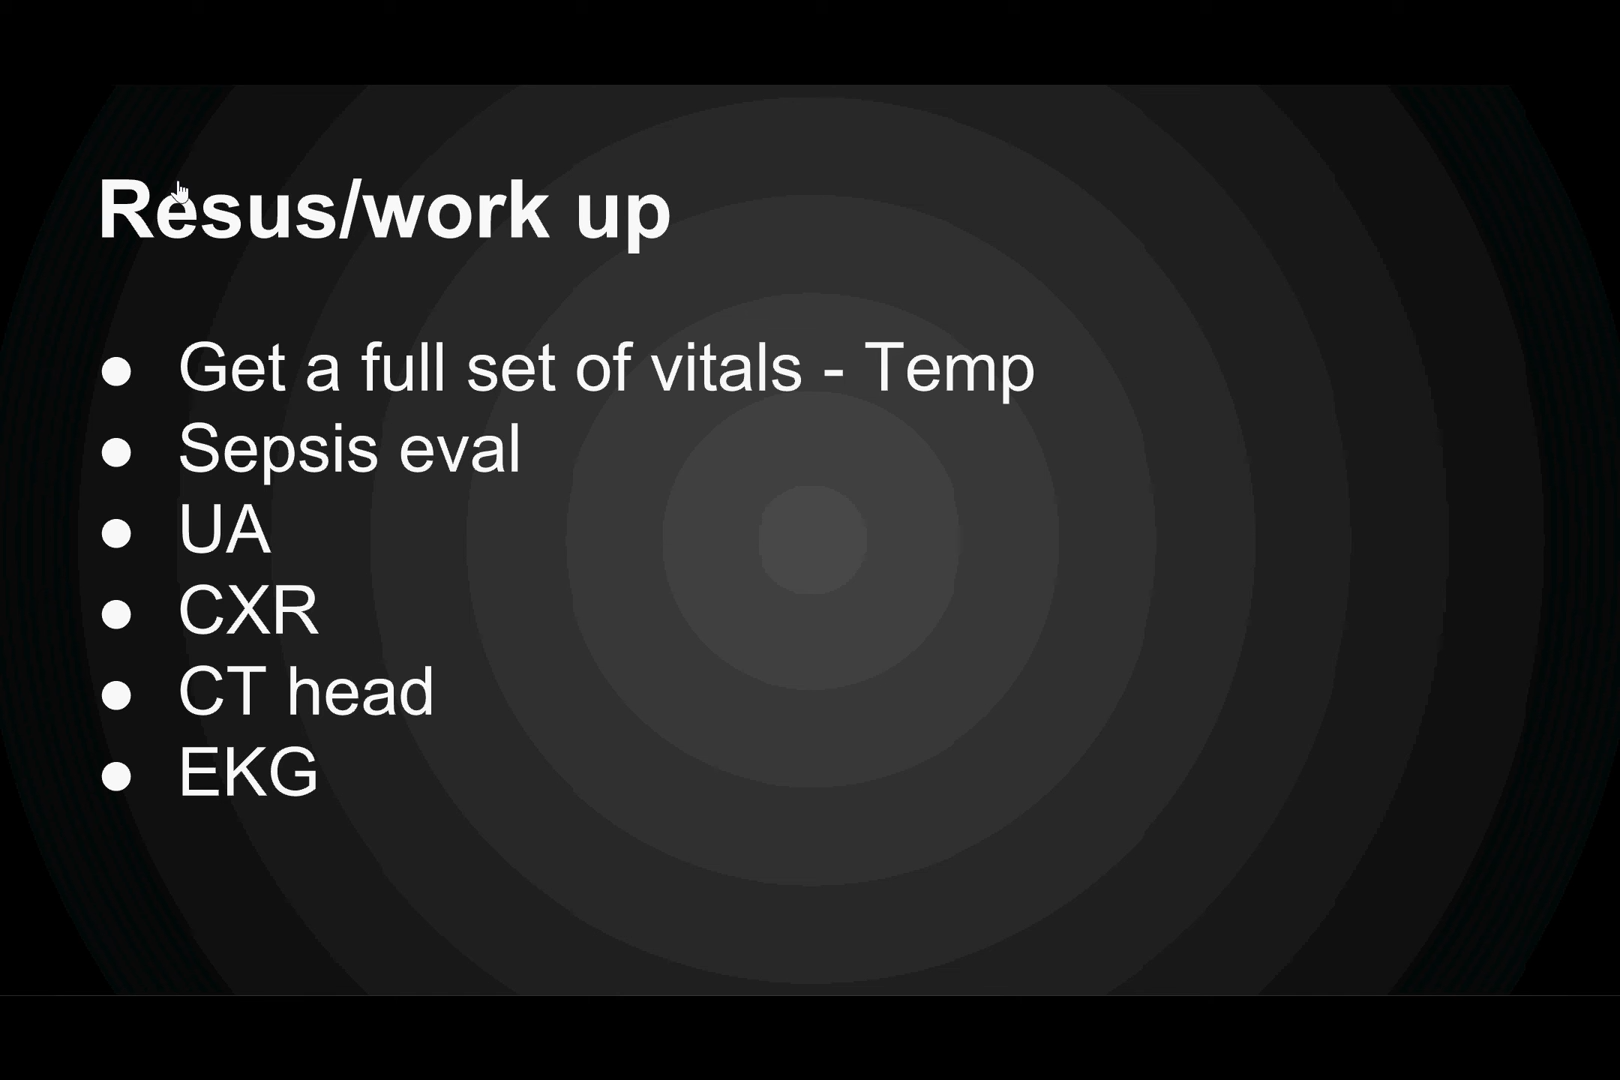 Resus/work up
● Get a full set of vitals - Temp
● Sepsis eval
● UA
● CXR
● CT head
● EKG